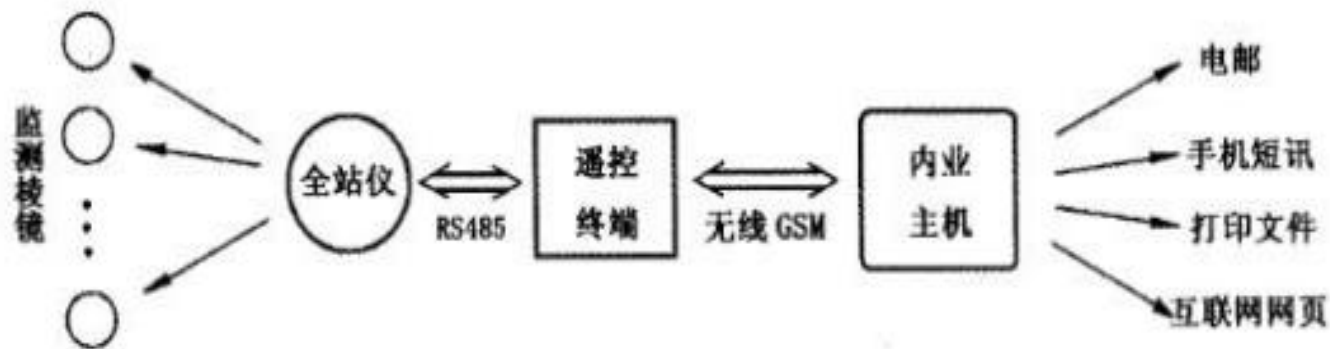 监测棱镜
全站仪
RS485
遥控
终端
无线 GSM
内业
主机
电邮
手机短讯
打印文件
互联网网页